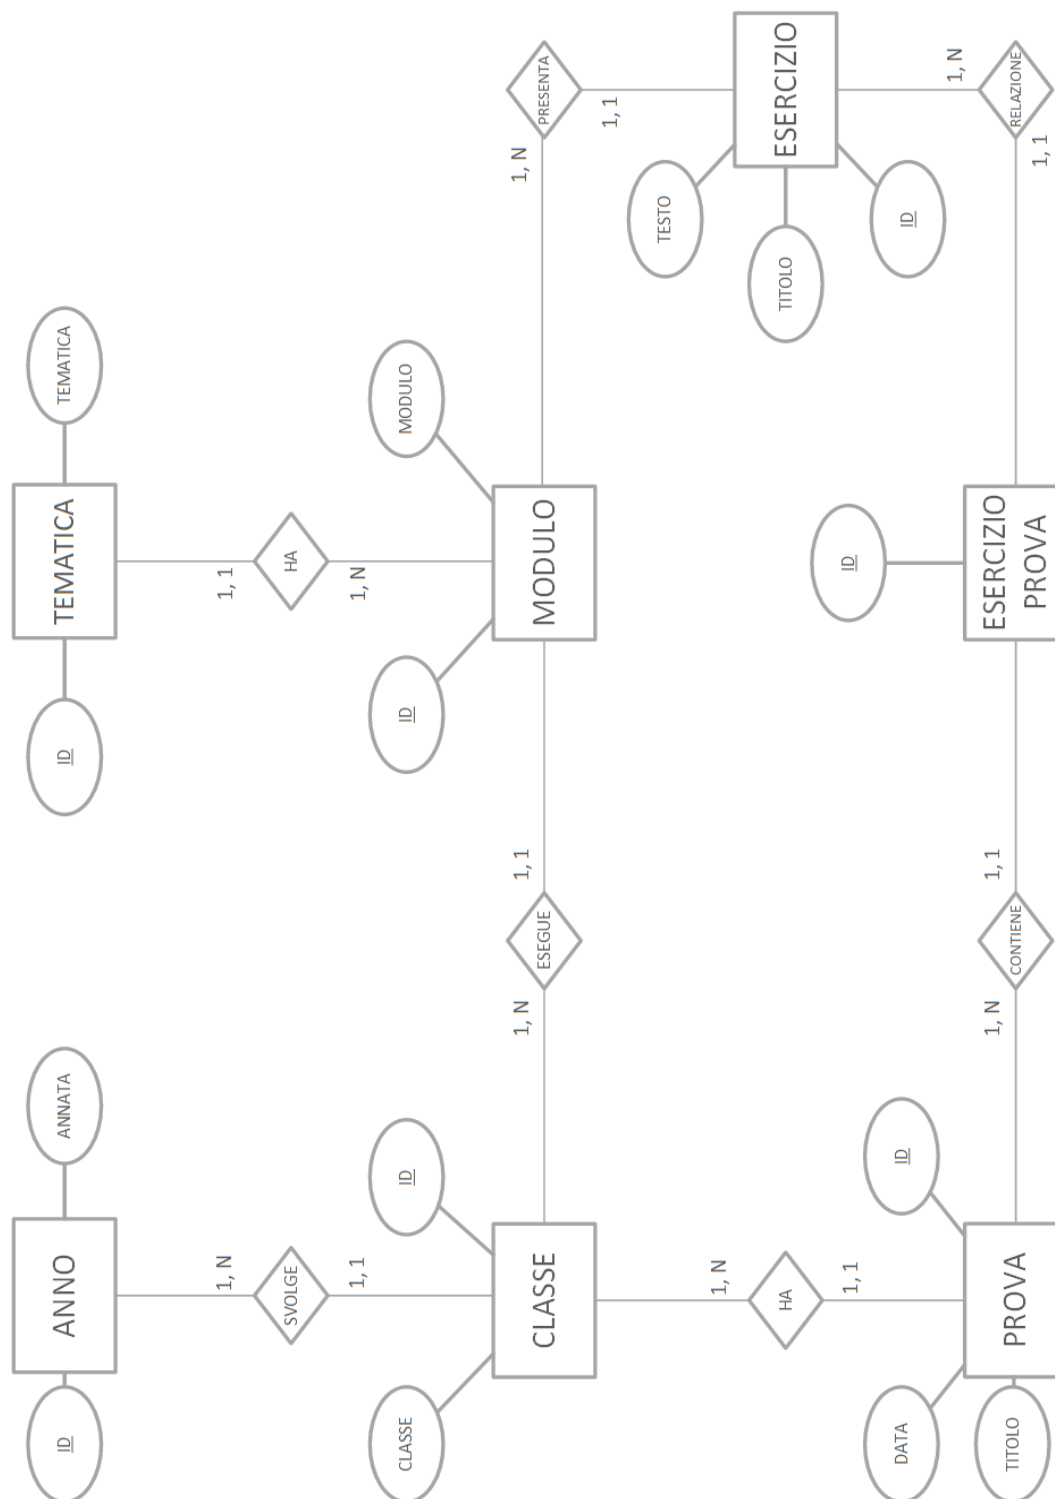 ID
ANNO
ANNATA
ID
TEMATICA
TEMATICA
1, N
1, 1
SVOLGE
HA
1, 1
1, N
CLASSE
ID
ID
MODULO
CLASSE
1, N
ESEGUE
1, 1
MODULO
1, N
PRESENTA
1, 1
TESTO
1, N
HA
TITOLO
ESERCIZIO
1, 1
ID
DATA
ID
ID
1, N
TITOLO
PROVA
1, N
CONTIENE
1, 1
ESERCIZIO
PROVA
RELAZIONE
1, 1